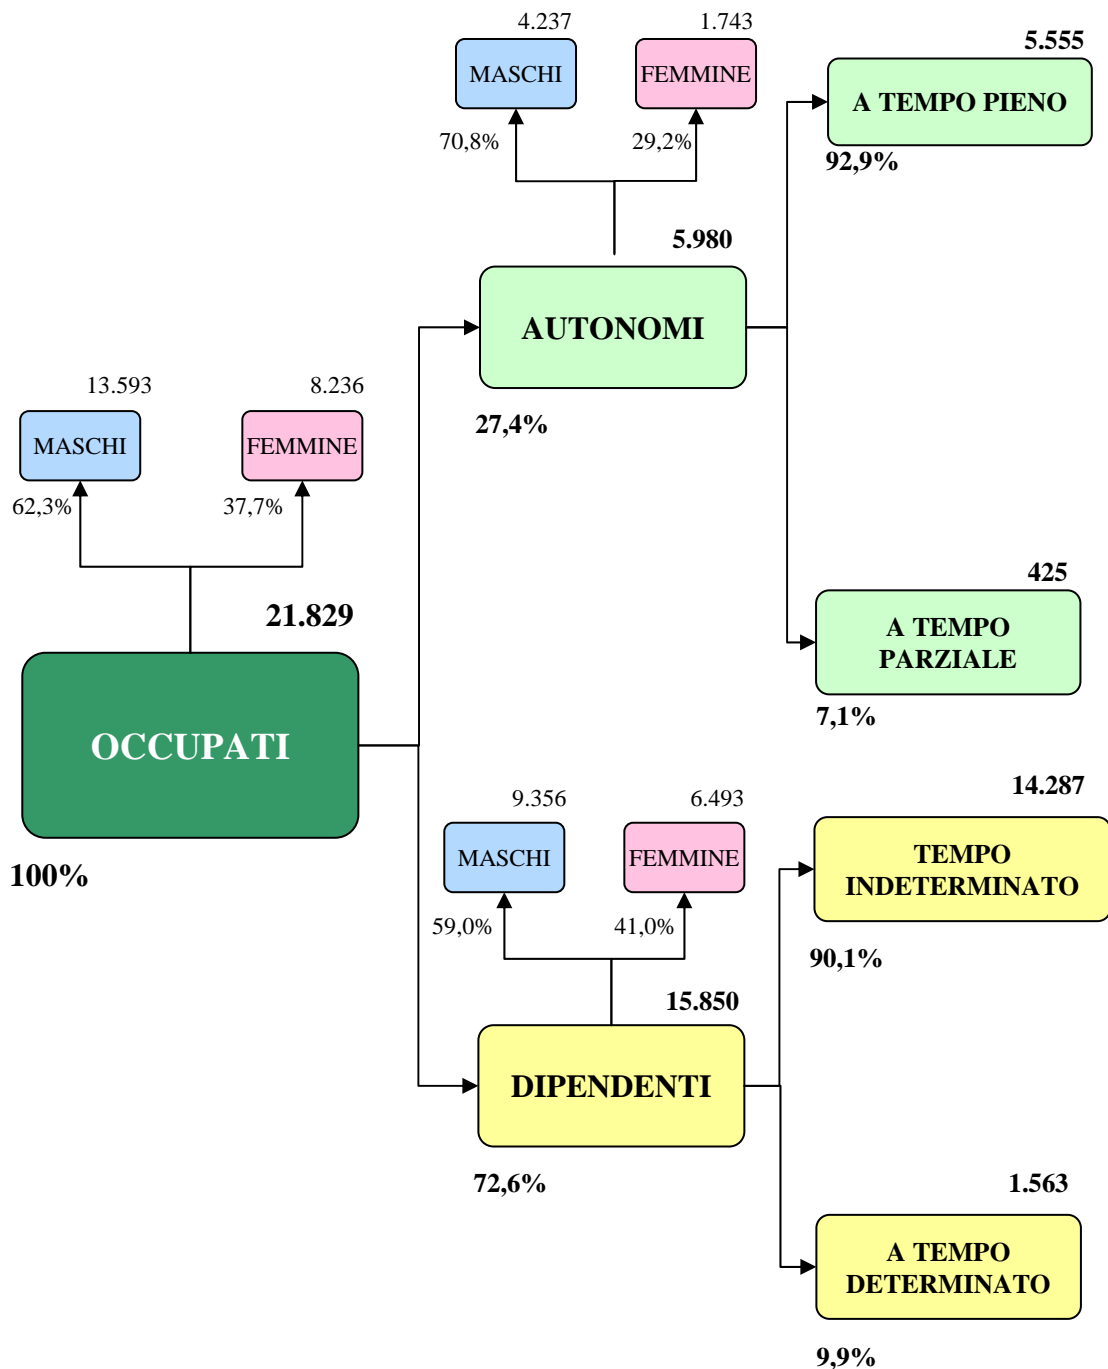 4.237
1.743
5.555
MASCHI
FEMMINE
A TEMPO PIENO
70,8%
29,2%
92,9%
5.980
AUTONOMI
27,4%
13.593
8.236
MASCHI
FEMMINE
62,3%
37,7%
21.829
OCCUPATI
100%
425
A TEMPO
PARZIALE
7,1%
9.356
6.493
14.287
MASCHI
FEMMINE
TEMPO
INDETERMINATO
59,0%
41,0%
90,1%
15.850
DIPENDENTI
72,6%
1.563
A TEMPO
DETERMINATO
9,9%